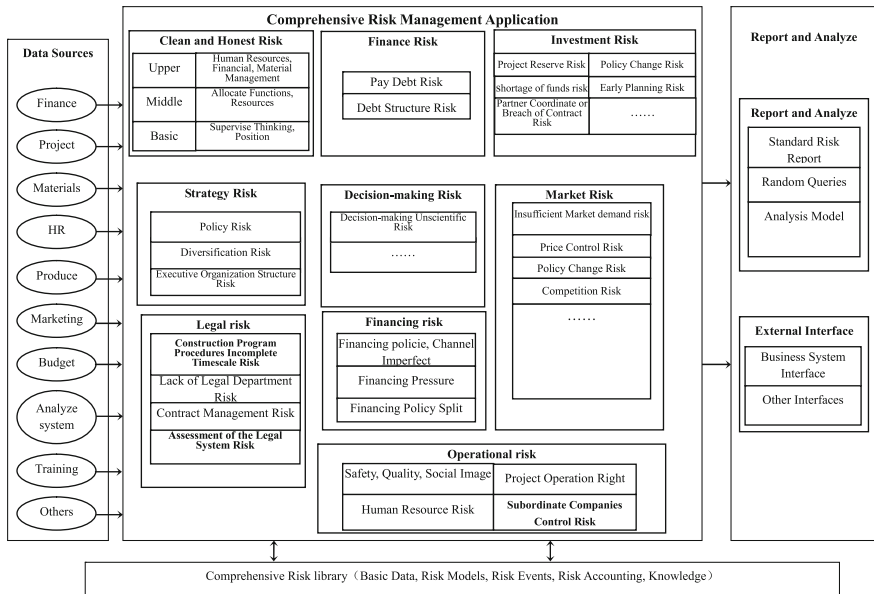 Comprehensive Risk Management Application
Data Sources
Finance
Project
Materials
HR
Produce
Marketing
Budget
Analyze
system
Training
Others
Clean and Honest Risk
Upper
Human Resources,
Financial, Material
Management
Middle
Allocate Functions,
Resources
Basic
Supervise Thinking,
Position
Finance Risk
Pay Debt Risk
Debt Structure Risk
Investment Risk
Project Reserve Risk
Policy Change Risk
shortage of funds risk
Early Planning Risk
Partner Coordinate or
Breach of Contract
Risk
……
Strategy Risk
Policy Risk
Diversification Risk
Executive Organization Structure
Risk
Decision-making Risk
Decision-making Unscientific
Risk
……
Market Risk
Insufficient Market demand risk
Price Control Risk
Policy Change Risk
Competition Risk
……
Legal risk
Construction Program
Procedures Incomplete
Timescale Risk
Lack of Legal Department
Risk
Contract Management Risk
Assessment of the Legal
System Risk
Financing risk
Financing policie, Channel
Imperfect
Financing Pressure
Financing Policy Split
Operational risk
Safety, Quality, Social Image
Project Operation Right
Human Resource Risk
Subordinate Companies
Control Risk
Report and Analyze
Report and Analyze
Standard Risk
Report
Random Queries
Analysis Model
External Interface
Business System
Interface
Other Interfaces
Comprehensive Risk library（Basic Data, Risk Models, Risk Events, Risk Accounting, Knowledge）